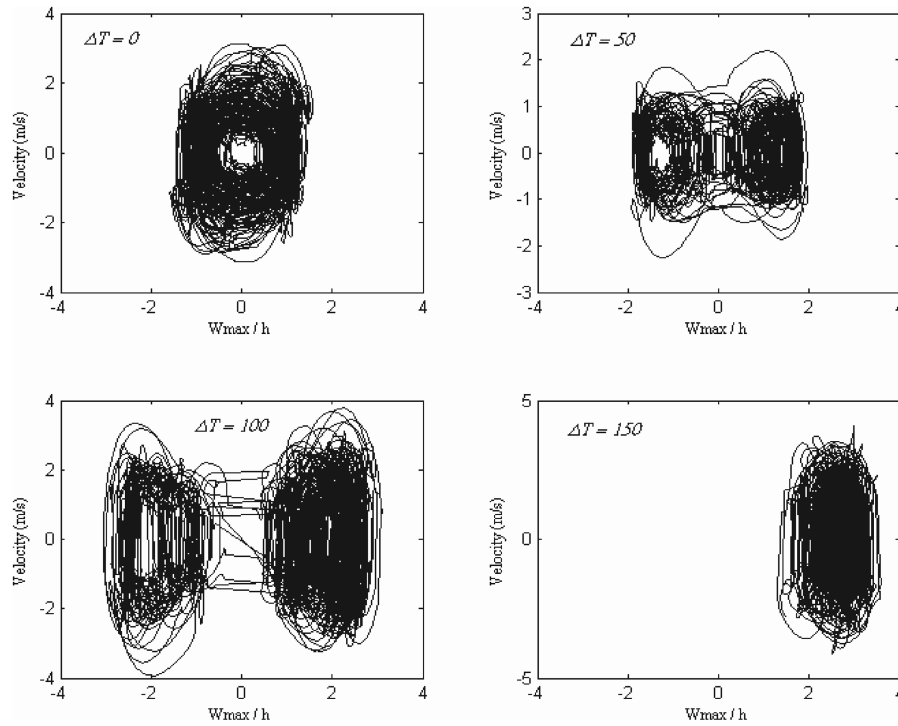 4
2
0
-2
-4
-4 -2 0 2 4
Velocity (m/s)
Wmax / h
ΔT = 0
3
2
1
0
-1
-2
-3
-4 -2 0 2 4
Velocity (m/s)
Wmax / h
ΔT = 50
4
2
0
-2
-4
-4 -2 0 2 4
Velocity (m/s)
Wmax / h
ΔT = 100
5
0
-5
-4 -2 0 2 4
Velocity (m/s)
Wmax / h
ΔT = 150